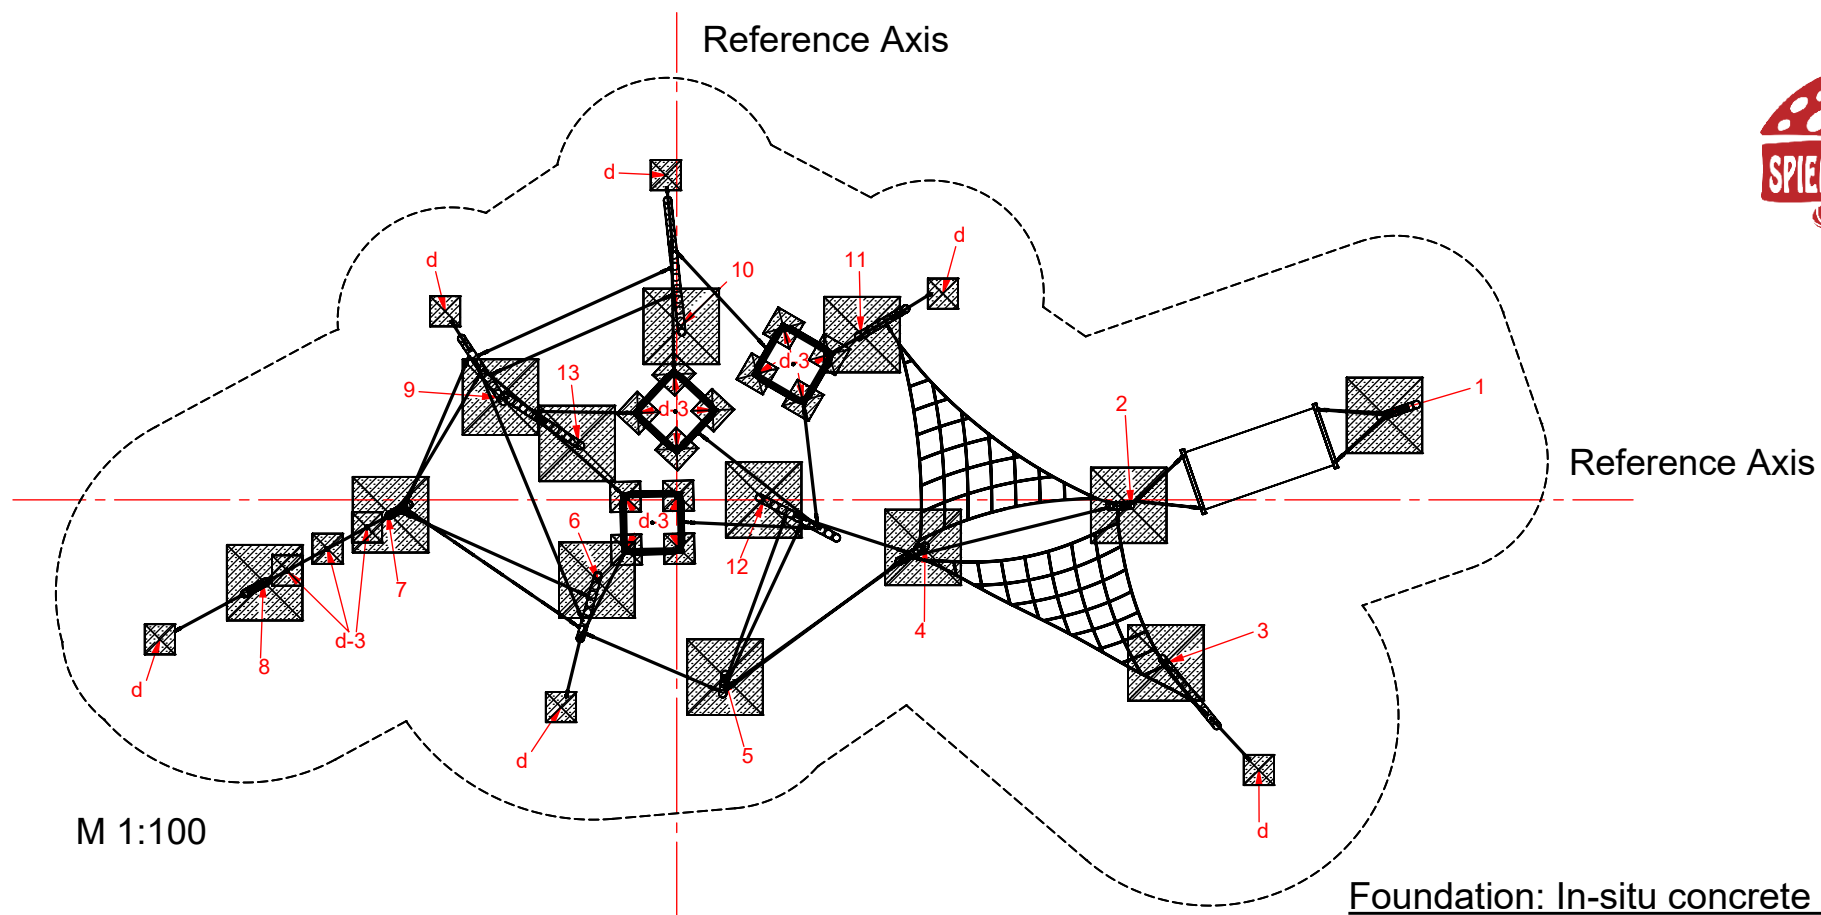 Reference Axis
SPIE
d
d
d
11
10
9
13
d-3
d-3
1
2
Reference Axis
6
d-3
12
7
4
3
d-3
8
d
d
5
d
M 1:100
Foundation: In-situ concrete